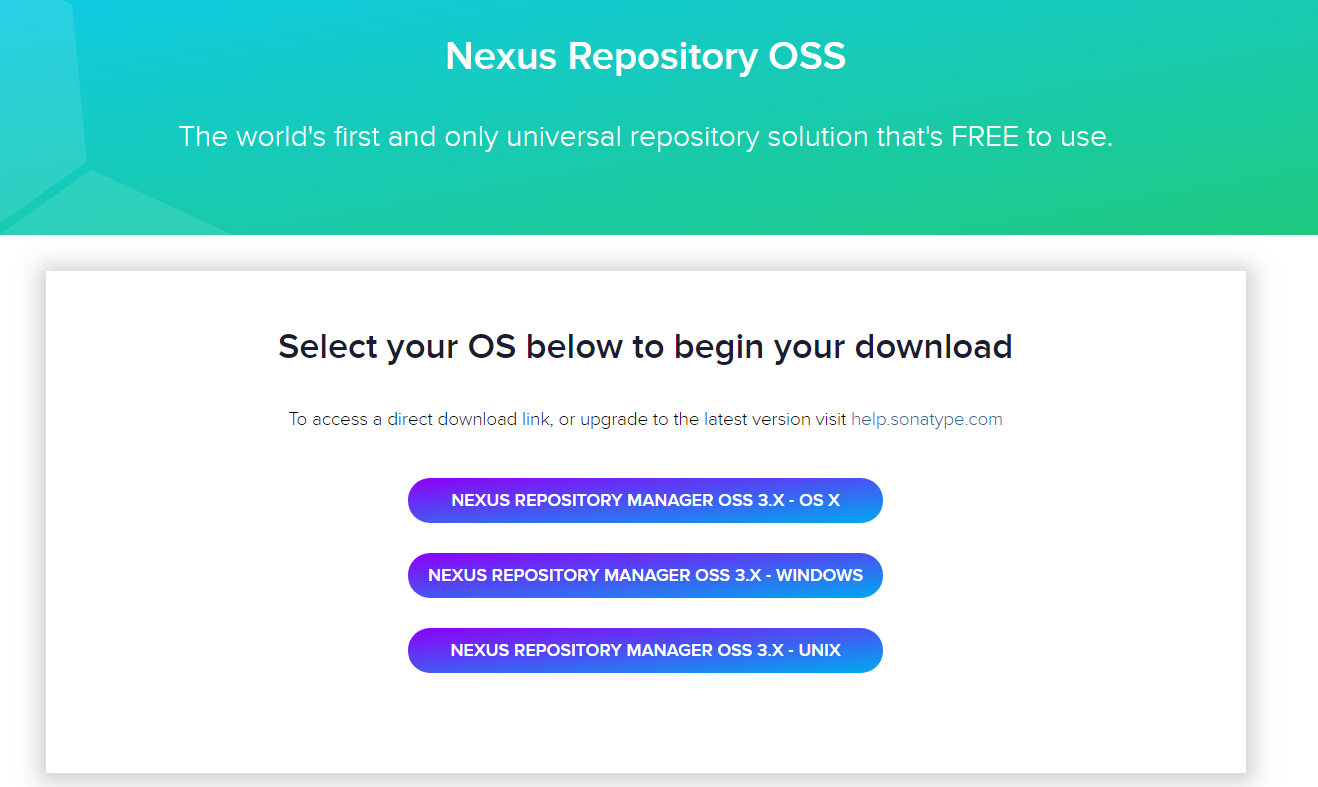 Nexus Repository OSS
The world's first and only universal repository solution that's FREE to use.
Select your OS below to begin your download
To access a direct download link, or upgrade to the latest version visit help.sonatype.com
NEXUS REPOSITORY MANAGER OSS 3.X - OS X
NEXUS REPOSITORY MANAGER OSS 3.X - WINDOWS
NEXUS REPOSITORY MANAGER OSS 3.X - UNIX